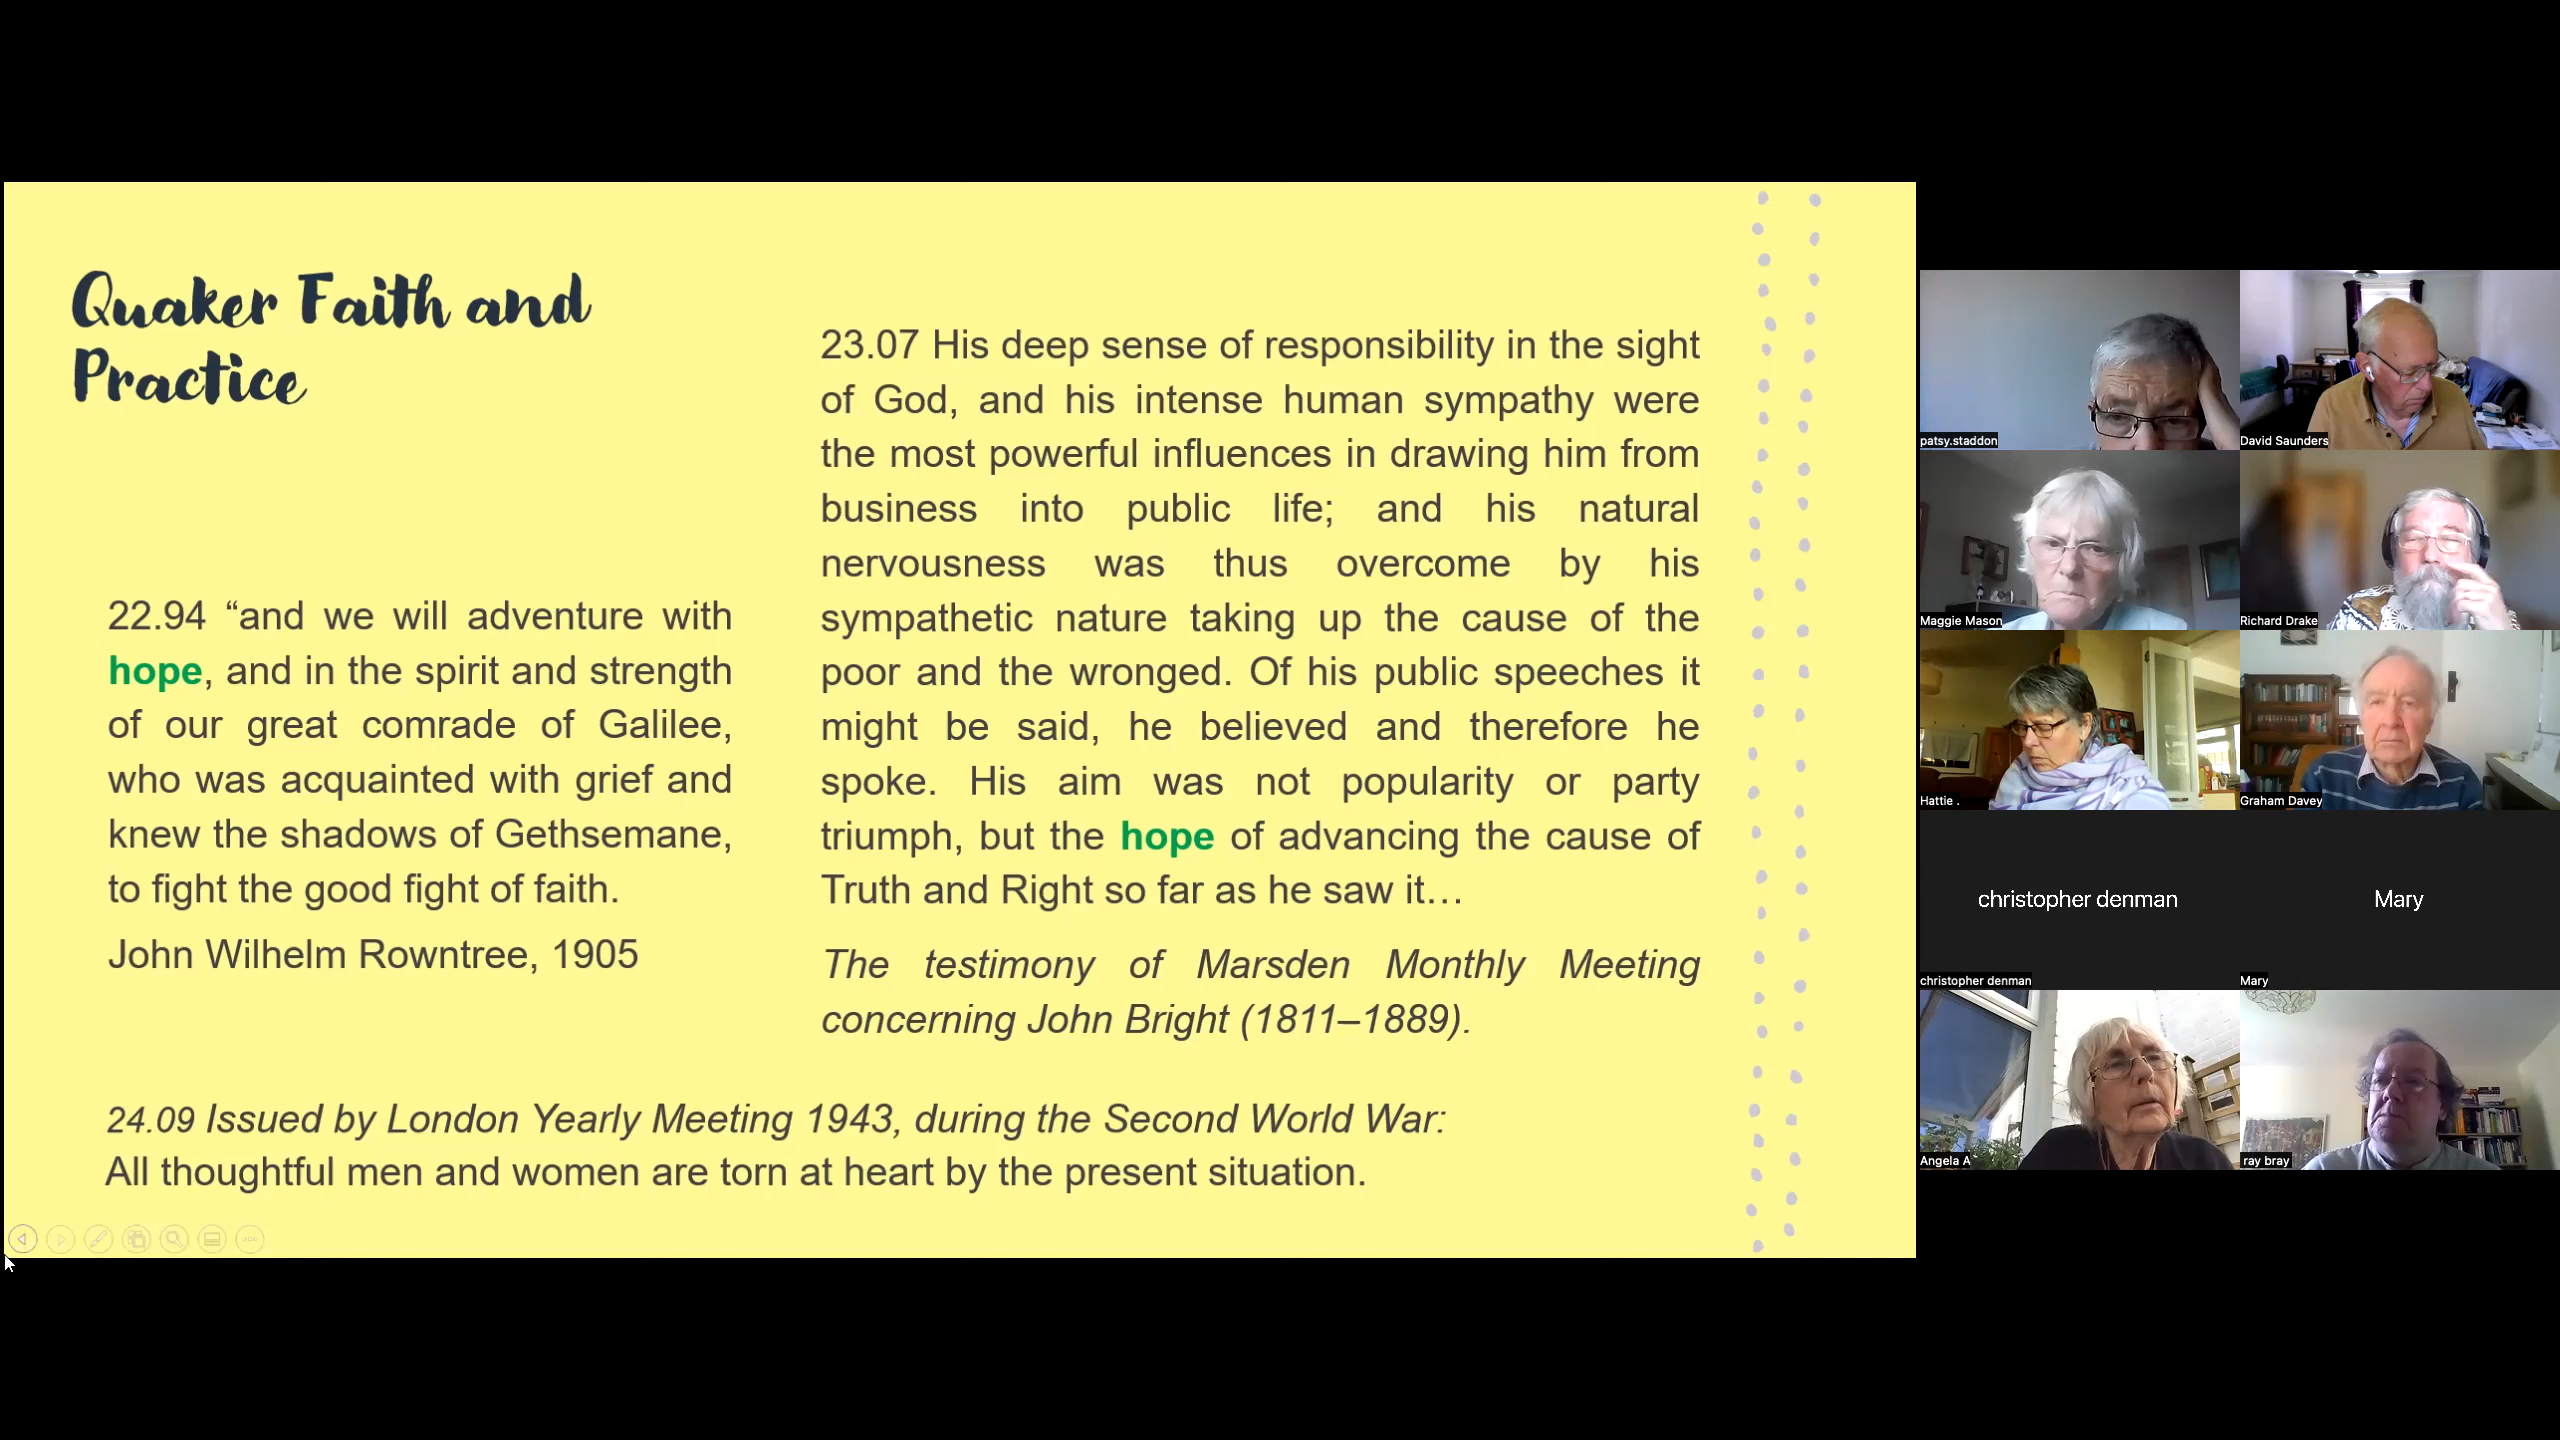 Quaker Faith and
Practice
22.94 “and we will adventure with
hope, and in the spirit and strength
of our great comrade of Galilee,
who was acquainted with grief and
knew the shadows of Gethsemane,
to fight the good fight of faith.
John Wilhelm Rowntree, 1905
23.07 His deep sense of responsibility in the sight
of God, and his intense human sympathy were
the most powerful influences in drawing him from
business into public life; and his natural
nervousness was thus overcome by his
sympathetic nature taking up the cause of the
poor and the wronged. Of his public speeches it
might be said, he believed and therefore he
spoke. His aim was not popularity or party
triumph, but the hope of advancing the cause of
Truth and Right so far as he saw it…
The testimony of Marsden Monthly Meeting
concerning John Bright (1811–1889).
24.09 Issued by London Yearly Meeting 1943, during the Second World War:
All thoughtful men and women are torn at heart by the present situation.
patsy.staddon
David Saunders
Maggie Mason
Richard Drake
Hattie .
Graham Davey
christopher denman
Mary
christopher denman
Mary
Angela A
ray bray